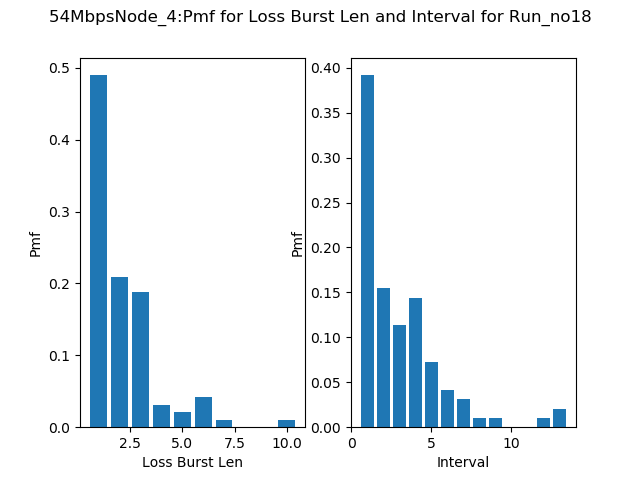 54MbpsNode_4:Pmf for Loss Burst Len and Interval for Run_no18
0.5
0.4
0.3
0.2
0.1
0.0
Pmf
2.5 5.0 7.5 10.0
Loss Burst Len
0.40
0.35
0.30
0.25
0.20
0.15
0.10
0.05
0.00
Pmf
0 5 10
Interval